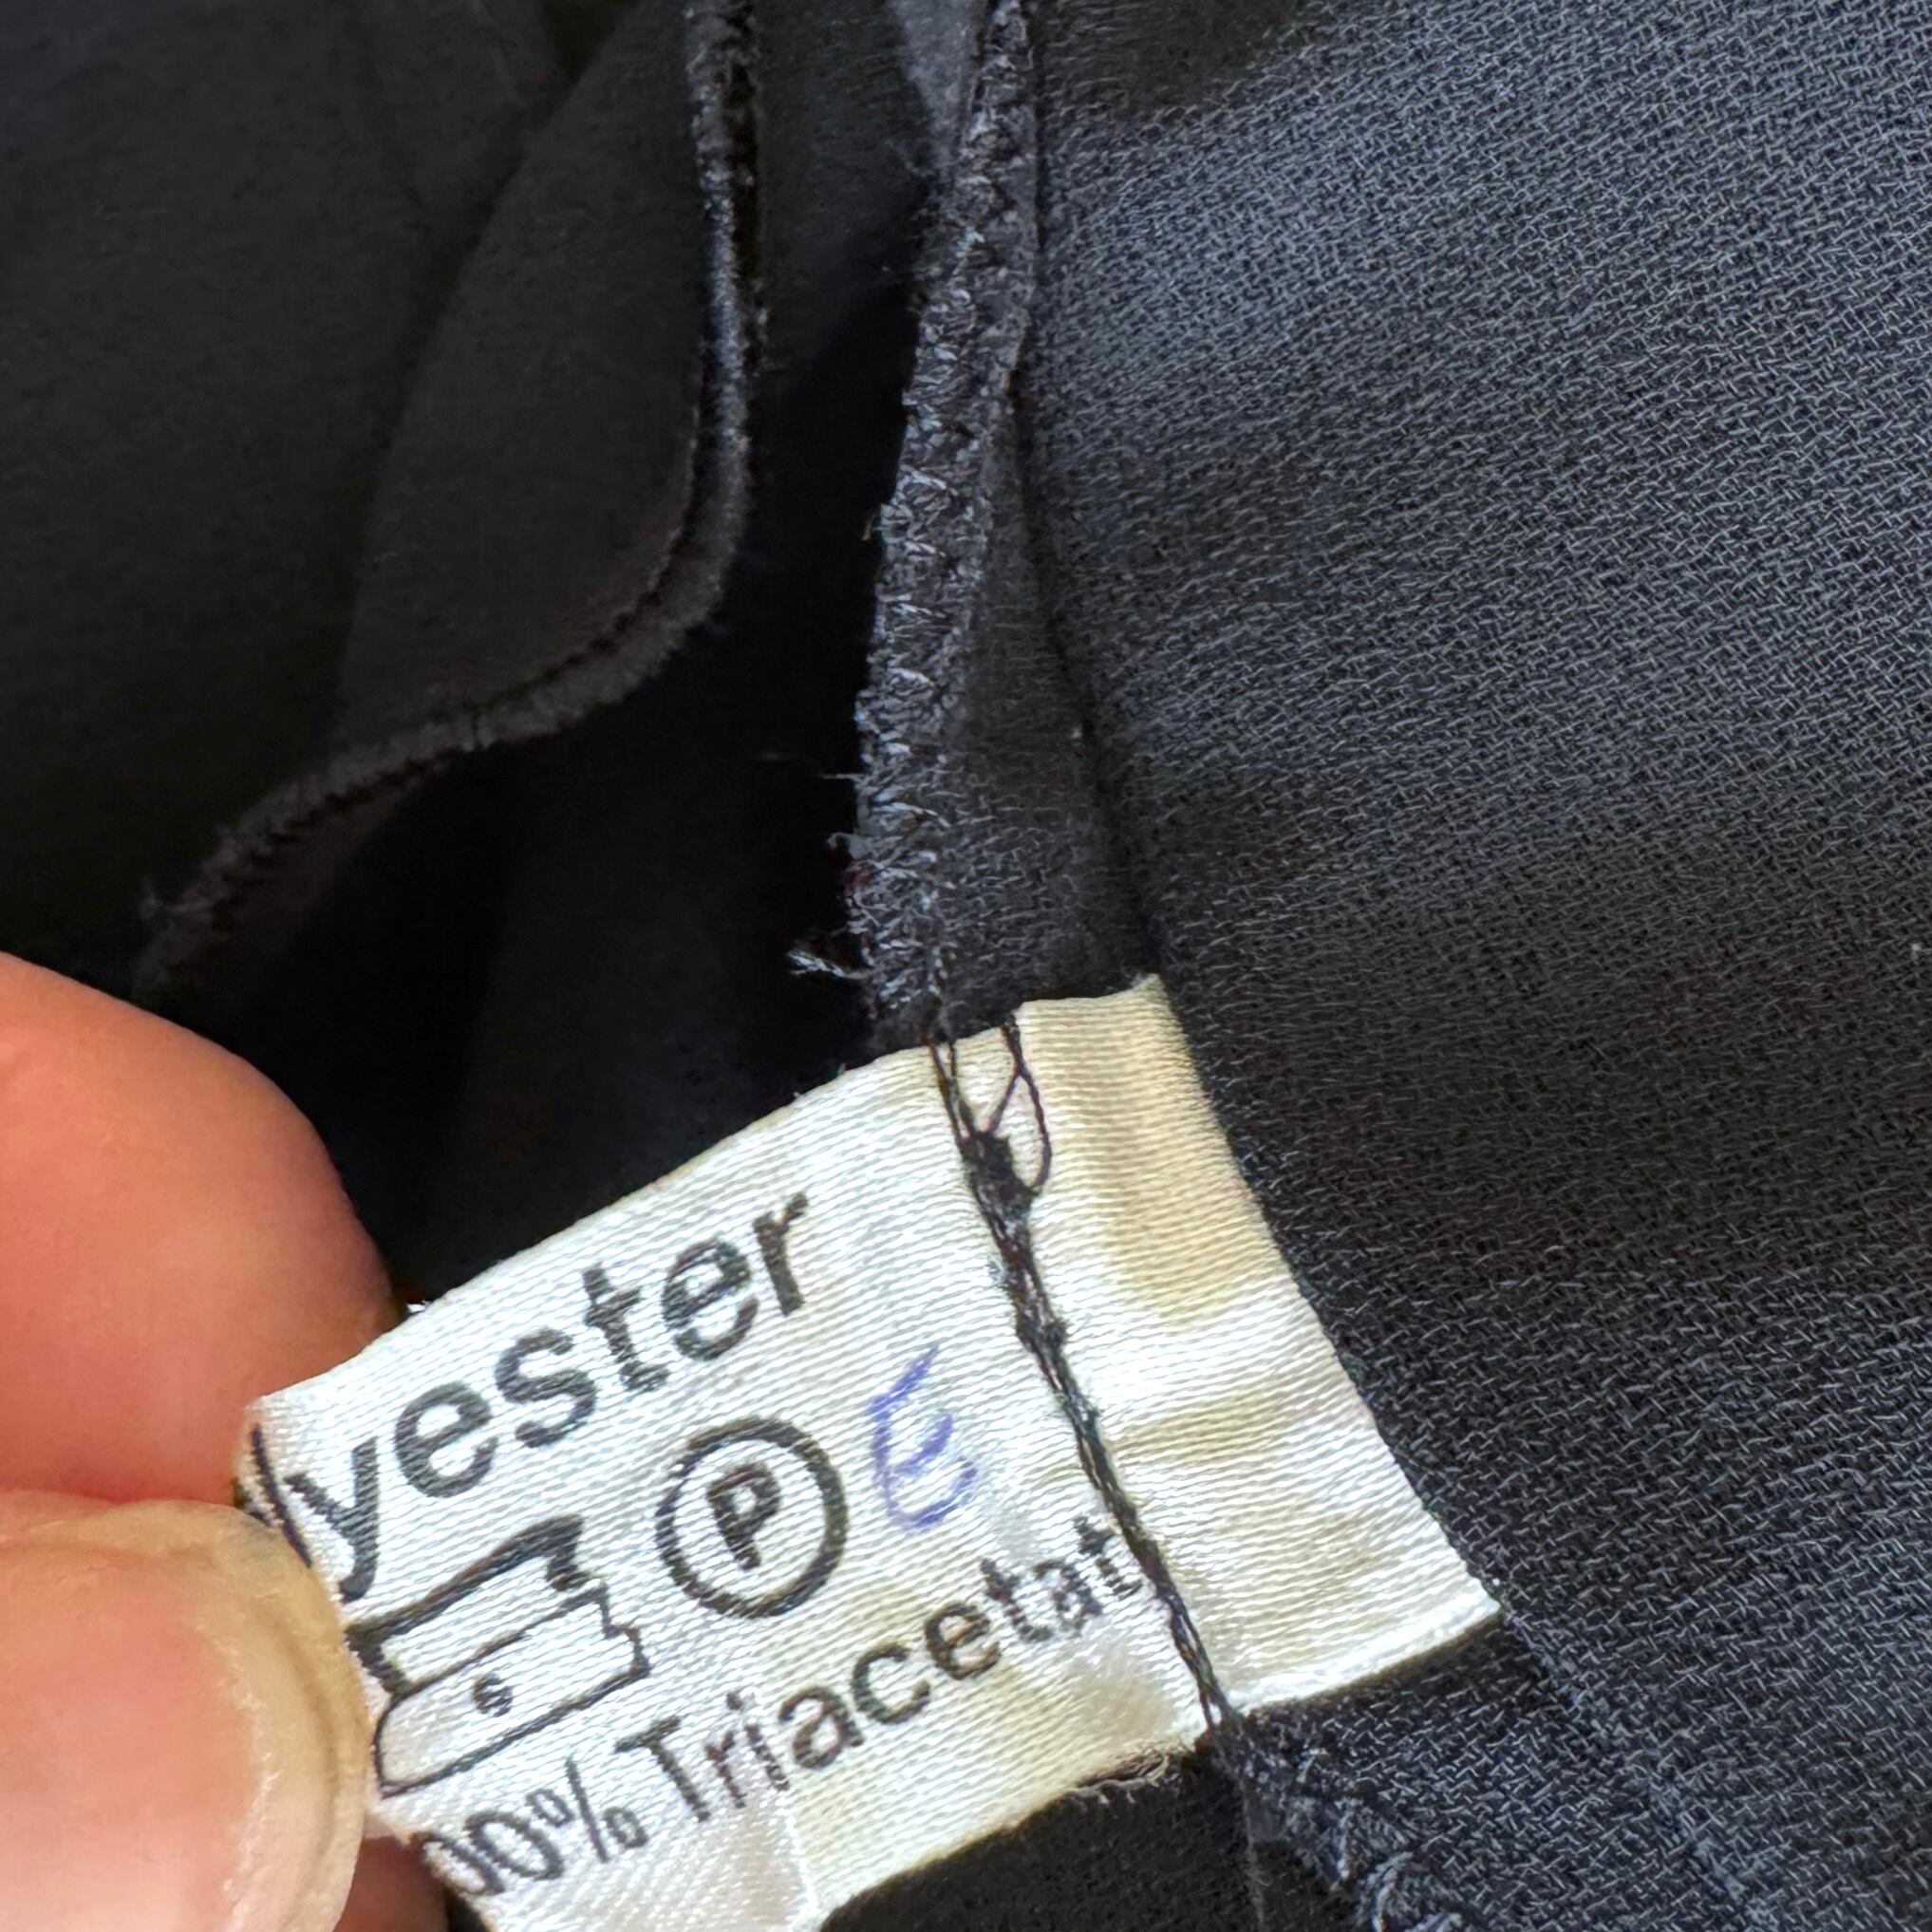 yester
P E
s
00% Triacetat